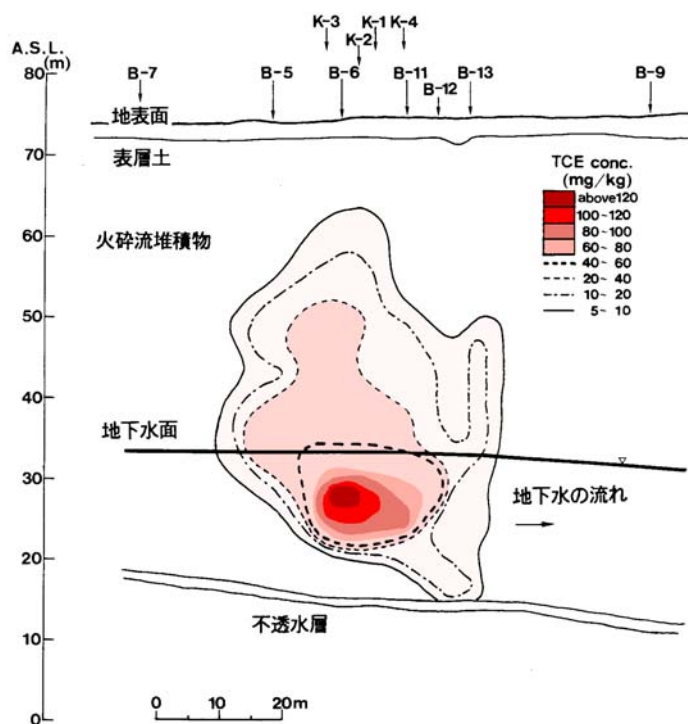 K-3 K-1 K-4
K-2
A.S.L.
(m)
80
B-7 B-5 B-6 B-11 B-13 B-9
B-12
地表面
70
表層土
TCE conc.
(mg/kg)
above120
100~120
80~100
60~80
40~60
20~40
10~20
5~10
火砕流堆積物
60
50
40
地下水面
30
地下水の流れ
20
不透水層
10
0
0 10 20m